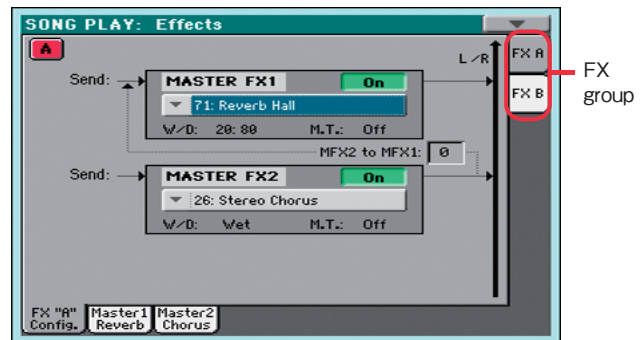 SONG PLAY: Effects
A
L/R
FX A
FX B
FX
group
Send:
MASTER FX1
On
71: Reverb Hall
W/D: 20:80 M.T.: Off
MFX2 to MFX1: 0
Send:
MASTER FX2
On
26: Stereo Chorus
W/D: Wet M.T.: Off
FX "A"
Config.
Master1
Reverb
Master2
Chorus